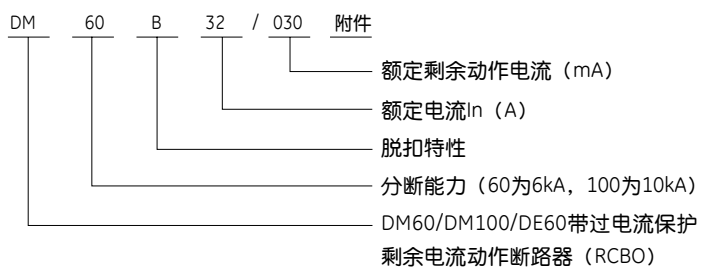 DM 60 B 32 / 030 附件
额定剩余动作电流（mA）
额定电流In（A）
脱扣特性
分断能力（60为6kA，100为10kA）
DM60/DM100/DE60带过电流保护
剩余电流动作断路器（RCBO）